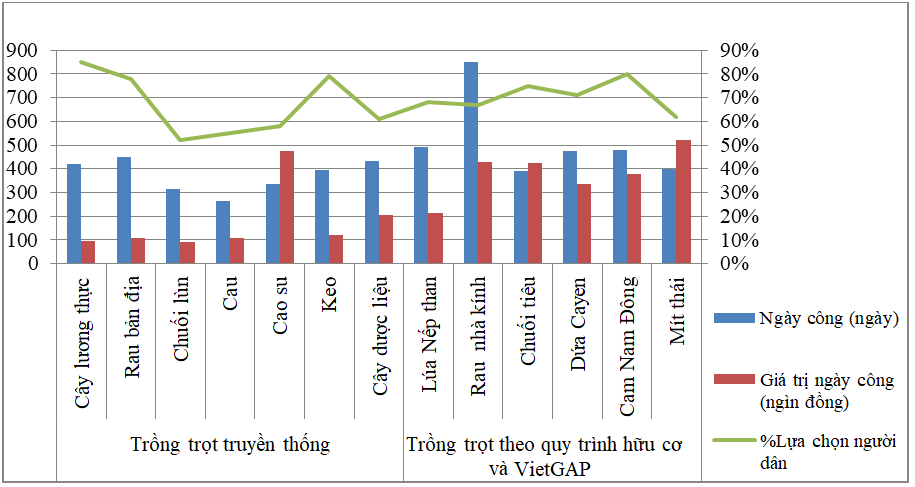 900
800
700
600
500
400
300
200
100
0
90%
80%
70%
60%
50%
40%
30%
20%
10%
0%
Cây lương thực
Rau bản địa
Chuối lùn
Cau
Cao su
Keo
Cây dược liệu
Lúa Nếp than
Rau nhà kính
Chuối tiêu
Dứa Cayen
Cam Nam Đông
Mít thái
Trồng trọt truyền thống
Trồng trọt theo quy trình hữu cơ
và VietGAP
Ngày công (ngày)
Giá trị ngày công
(ngìn đồng)
%Lựa chọn người
dân